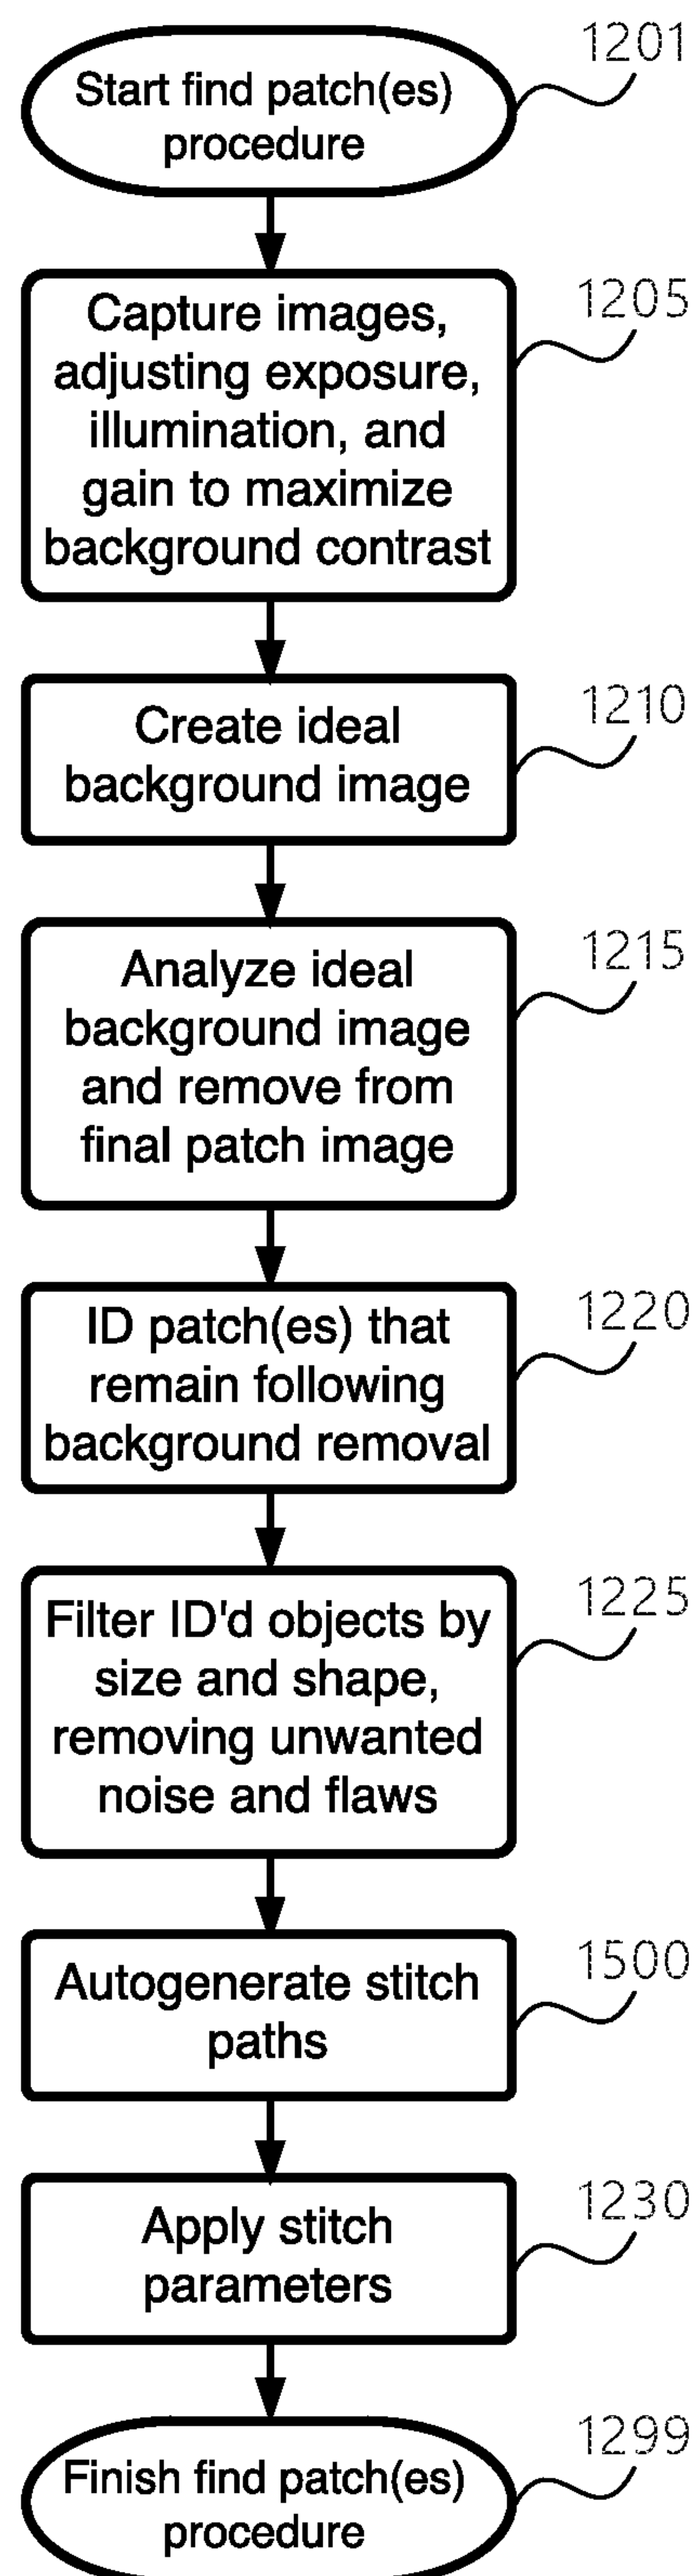 1201
Start find patch(es)
procedure
1205
Capture images,
adjusting exposure,
illumination, and
gain to maximize
background contrast
1210
Create ideal
background image
1215
Analyze ideal
background image
and remove from
final patch image
1220
ID patch(es) that
remain following
background removal
1225
Filter ID'd objects by
size and shape,
removing unwanted
noise and flaws
1500
Autogenerate stitch
paths
1230
Apply stitch
parameters
1299
Finish find patch(es)
procedure